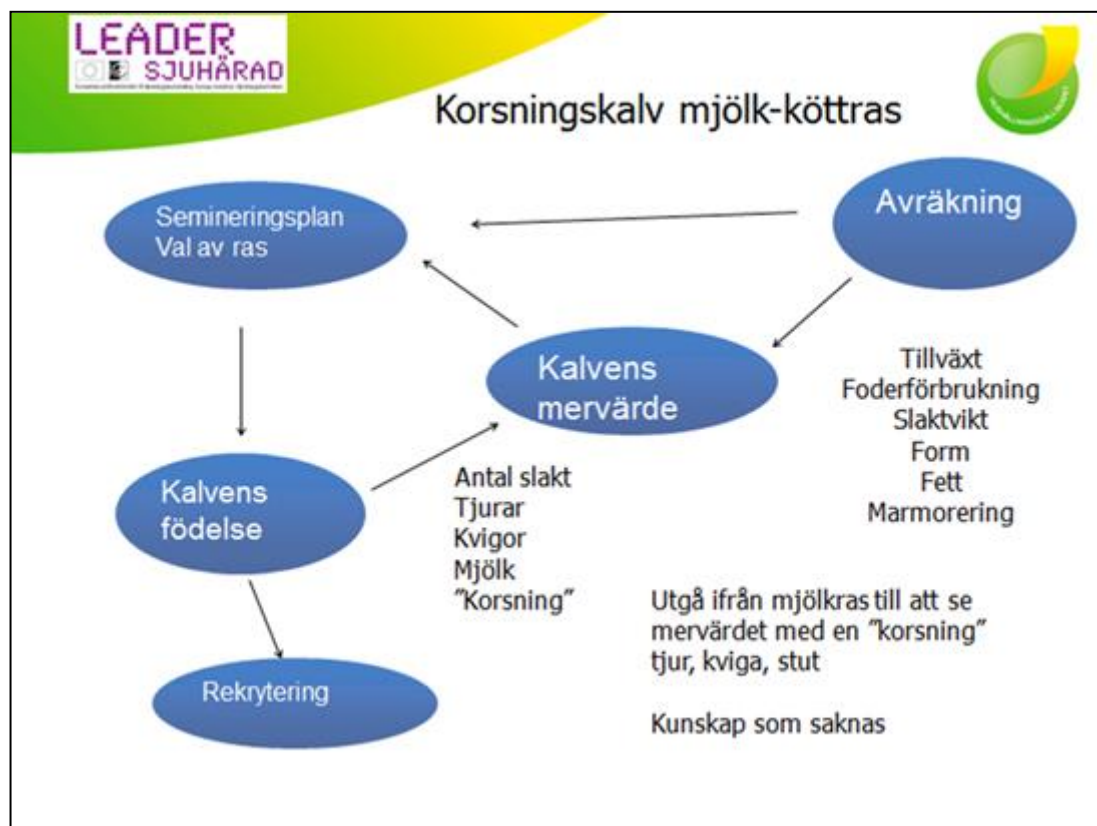 LEADER
SJUHÄRAD
Korsningskalv mjölk-köttras
Semineringsplan
Val av ras
Avräkning
Kalvens
mervärde
Tillväxt
Foderförbrukning
Slaktvikt
Form
Fett
Marmorering
Kalvens
födelse
Antal slakt
Tjurar
Kvigor
Mjölk
”Korsning”
Utgå ifrån mjölkras till att se
mervärdet med en ”korsning”
tjur, kviga, stut
Kunskap som saknas
Rekrytering